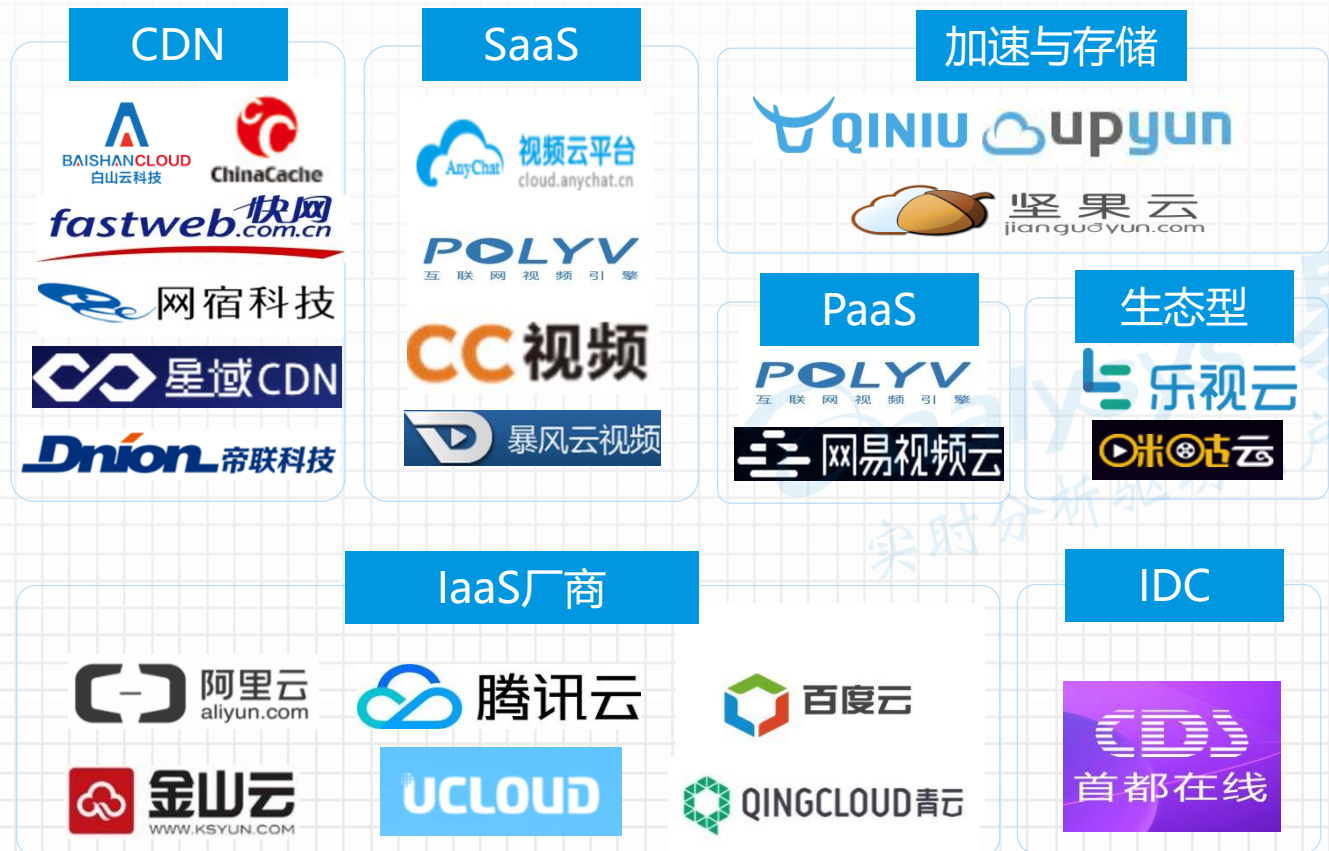 CDN
BAISHANCLOUD
白山云科技
ChinaCache
fastweb快网
.com.cn
网宿科技
星域CDN
Dnion帝联科技
SaaS
AnyChat
视频云平台
cloud.anychat.cn
POLYV
互联网视频引擎
CC视频
暴风云视频
加速与存储
QINIU
upyun
坚果云
jianguoyun.com
PaaS
POLYV
互联网视频引擎
网易视频云
生态型
乐视云
咪咕云
nalysys
实时分析驱动
IaaS厂商
阿里云
aliyun.com
腾讯云
百度云
金山云
WWW.KSYUN.COM
UCLOUD
QINGCLOUD青云
IDC
CDS
首都在线